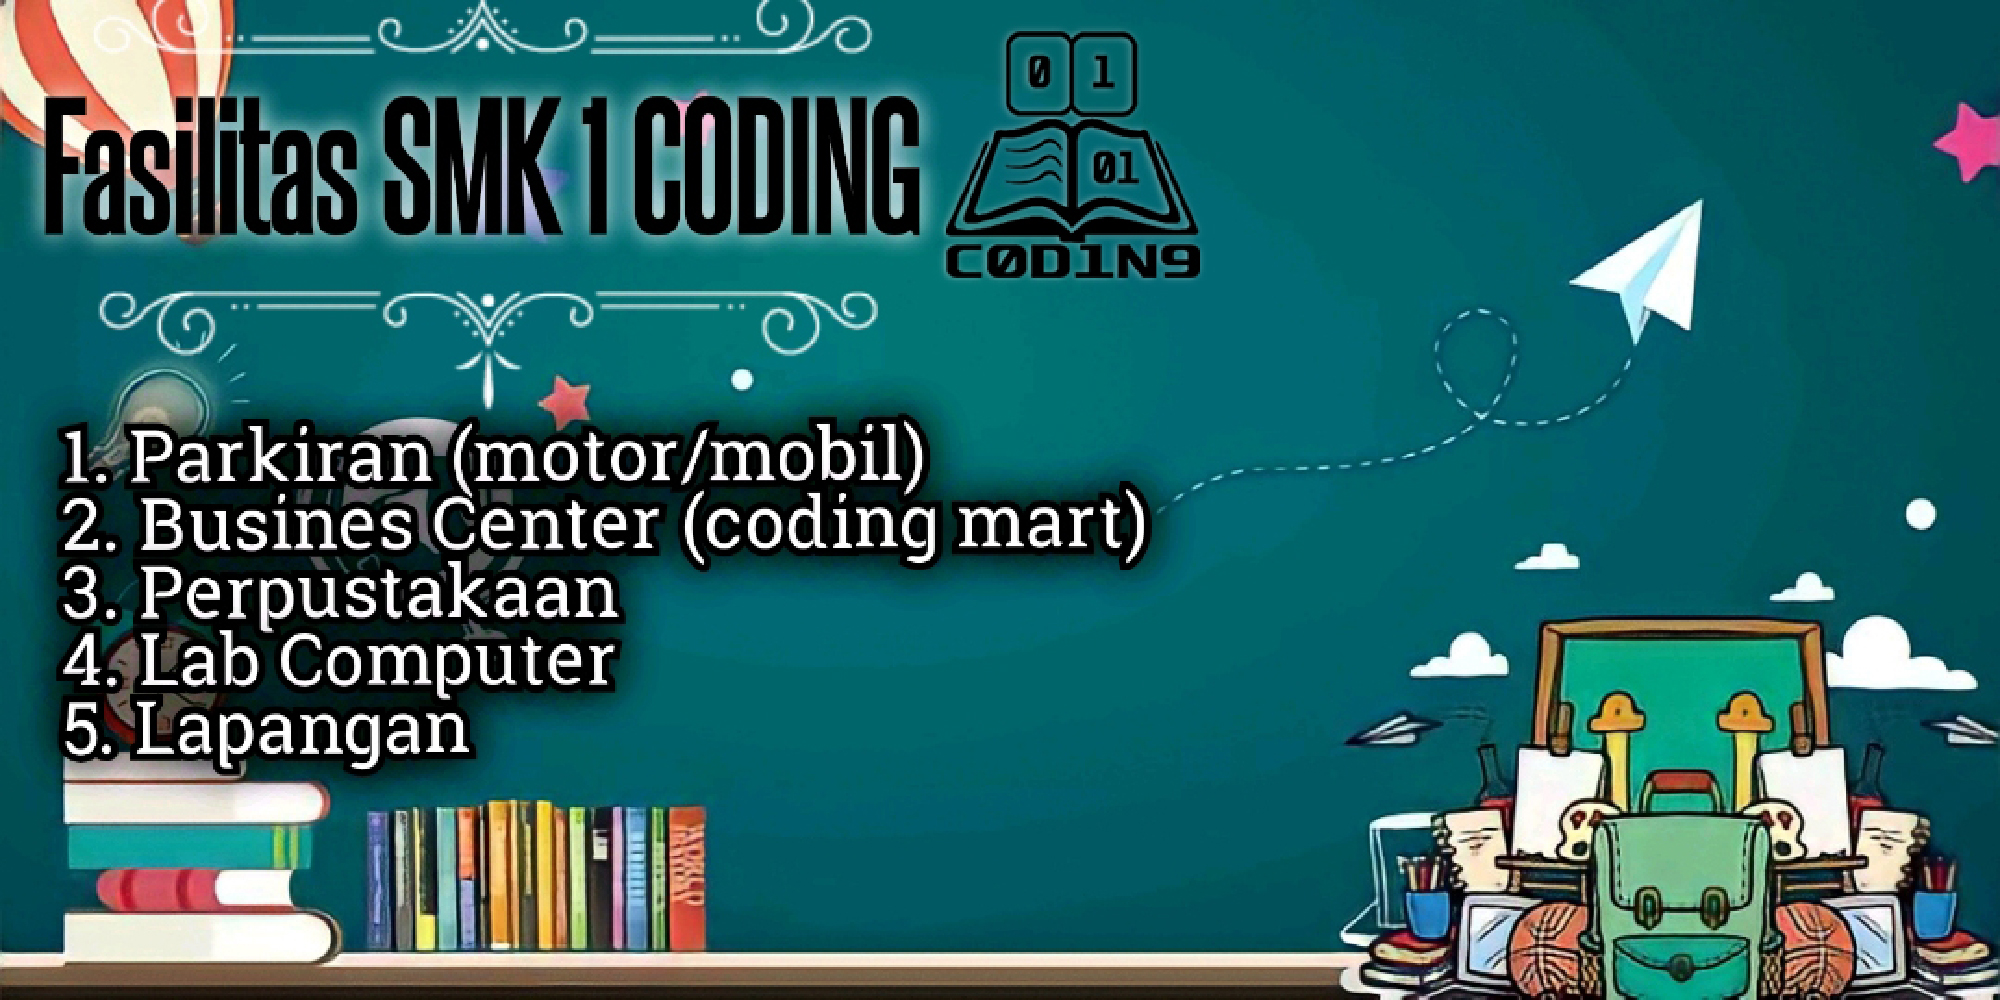 Fasilitas SMK 1 CODING
0 1
01
C0D1N9
1. Parkiran (motor/mobil)
2. Busines Center (coding mart)
3. Perpustakaan
4. Lab Computer
5. Lapangan